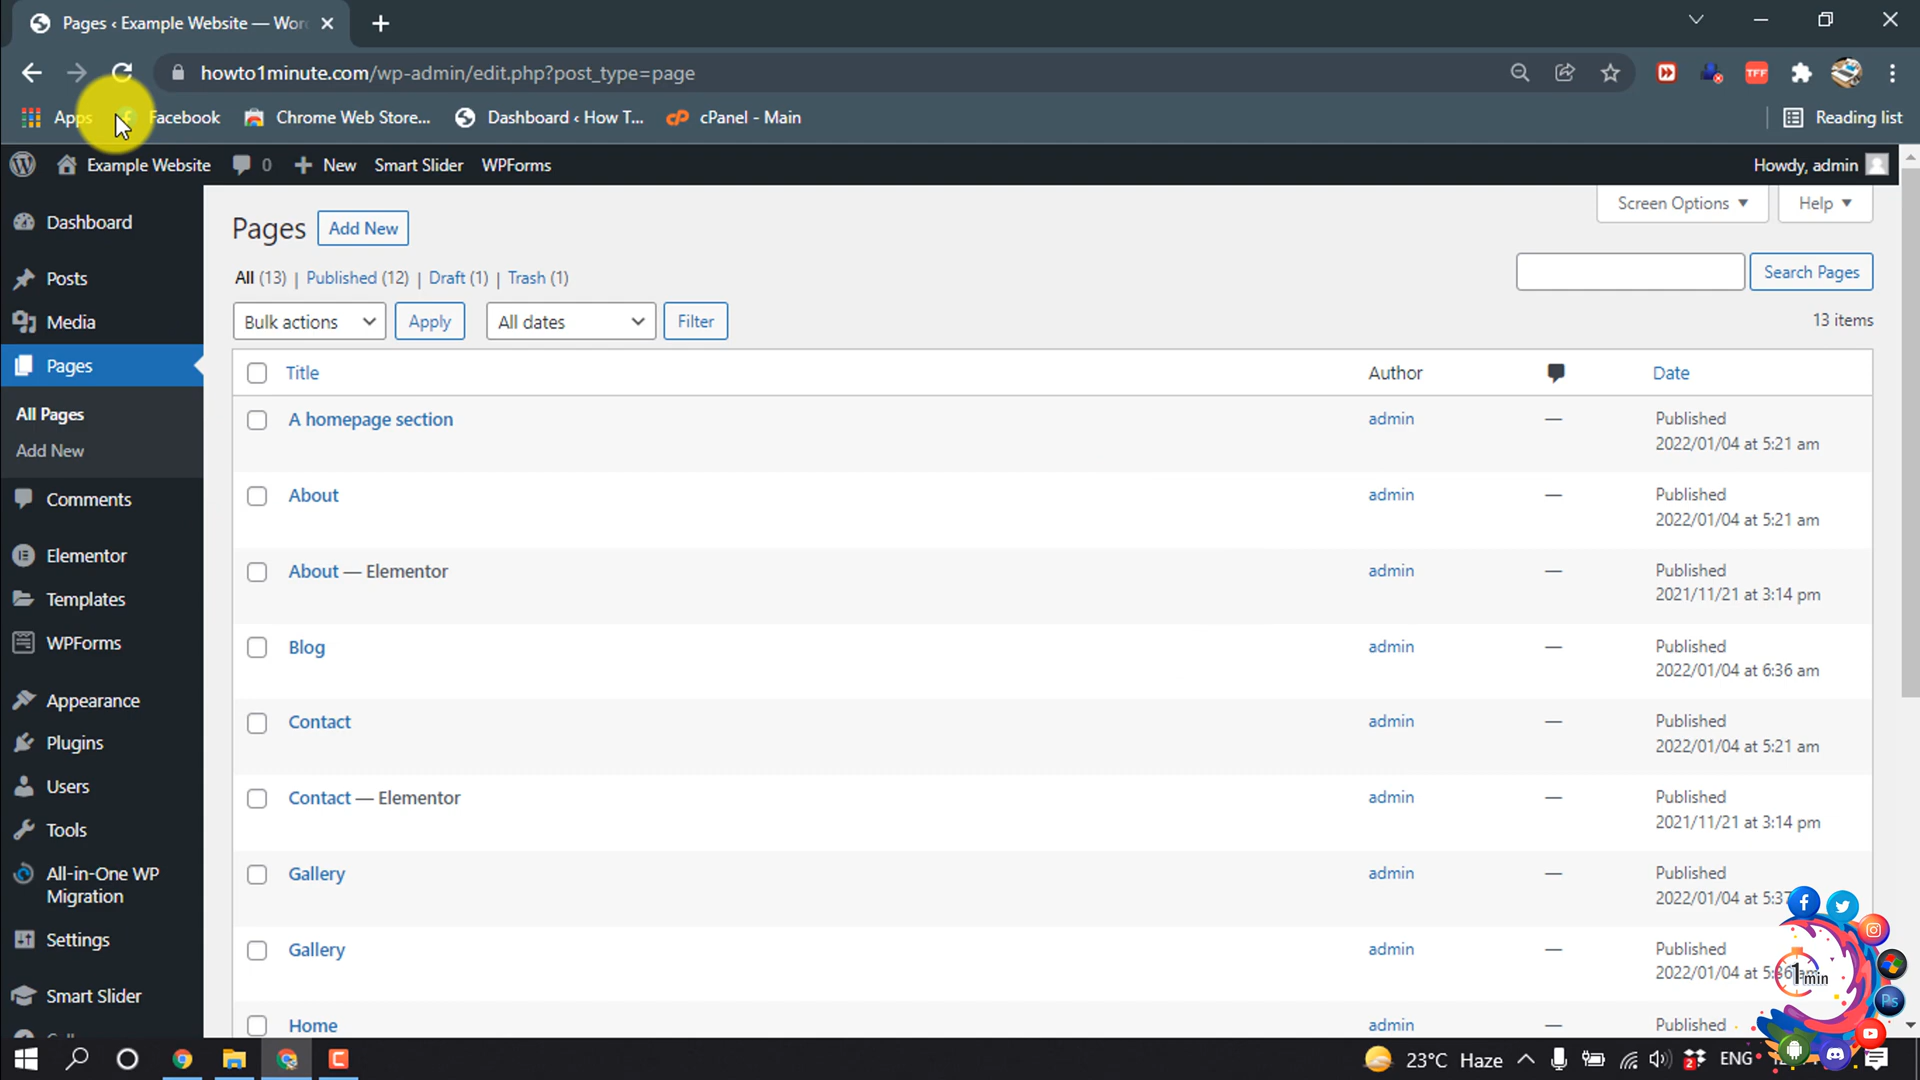 Pages ‹ Example Website — Wor
howto1minute.com/wp-admin/edit.php?post_type=page
Apps Facebook Chrome Web Store... Dashboard ‹ How T... cPanel - Main Reading list
Example Website 0 New Smart Slider WPForms Howdy, admin
Screen Options Help
Dashboard
Posts
Media
Pages
All Pages
Add New
Comments
Elementor
Templates
WPForms
Appearance
Plugins
Users
Tools
All-in-One WP
Migration
Settings
Smart Slider
Pages Add New
All (13) | Published (12) | Draft (1) | Trash (1)
Search Pages
Bulk actions Apply All dates Filter 13 items
Title Author Date
A homepage section admin — Published
2022/01/04 at 5:21 am
About admin — Published
2022/01/04 at 5:21 am
About — Elementor admin — Published
2021/11/21 at 3:14 pm
Blog admin — Published
2022/01/04 at 6:36 am
Contact admin — Published
2022/01/04 at 5:21 am
Contact — Elementor admin — Published
2021/11/21 at 3:14 pm
Gallery admin — Published
2022/01/04 at 5:37
Gallery admin — Published
2022/01/04 at 5:36
Home admin — Published
1min
Ps
23°C Haze ENG